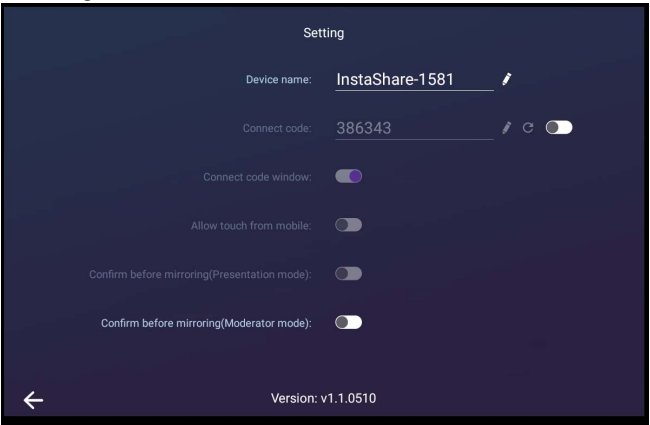 Setting
Device name: InstaShare-1581
Connect code: 386343
Connect code window:
Allow touch from mobile:
Confirm before mirroring(Presentation mode):
Confirm before mirroring(Moderator mode):
Version: v1.1.0510